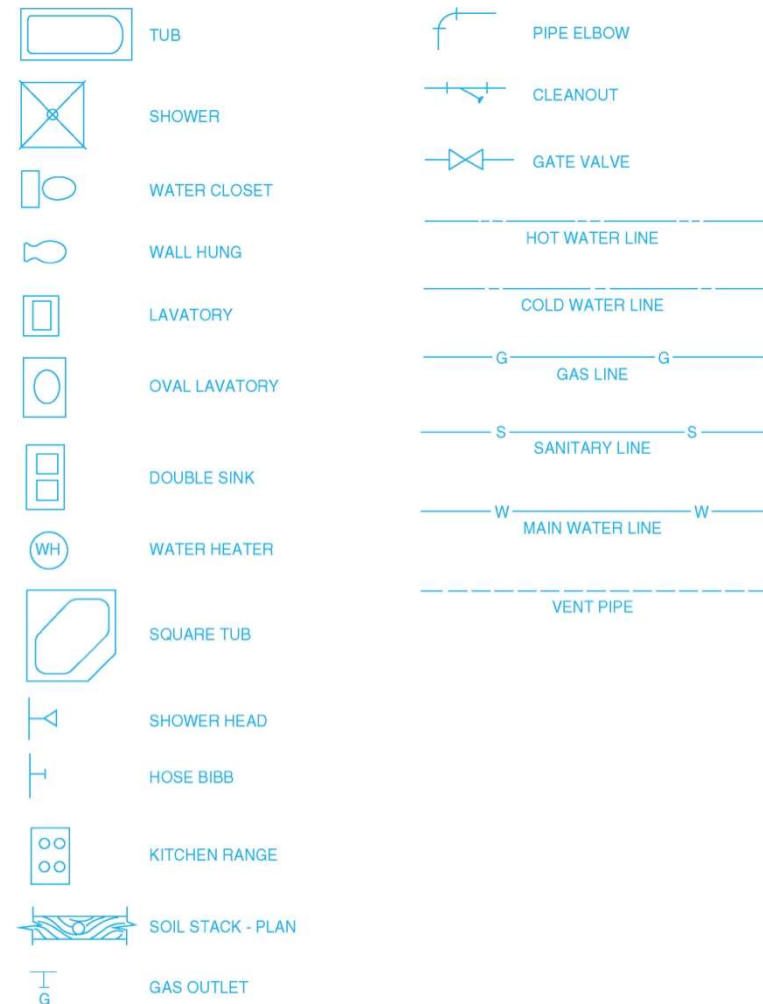 TUB
SHOWER
WATER CLOSET
WALL HUNG
LAVATORY
OVAL LAVATORY
DOUBLE SINK
WH
WATER HEATER
SQUARE TUB
SHOWER HEAD
HOSE BIBB
KITCHEN RANGE
SOIL STACK - PLAN
G
GAS OUTLET
PIPE ELBOW
CLEANOUT
GATE VALVE
HOT WATER LINE
COLD WATER LINE
G G
GAS LINE
S S
SANITARY LINE
W W
MAIN WATER LINE
VENT PIPE